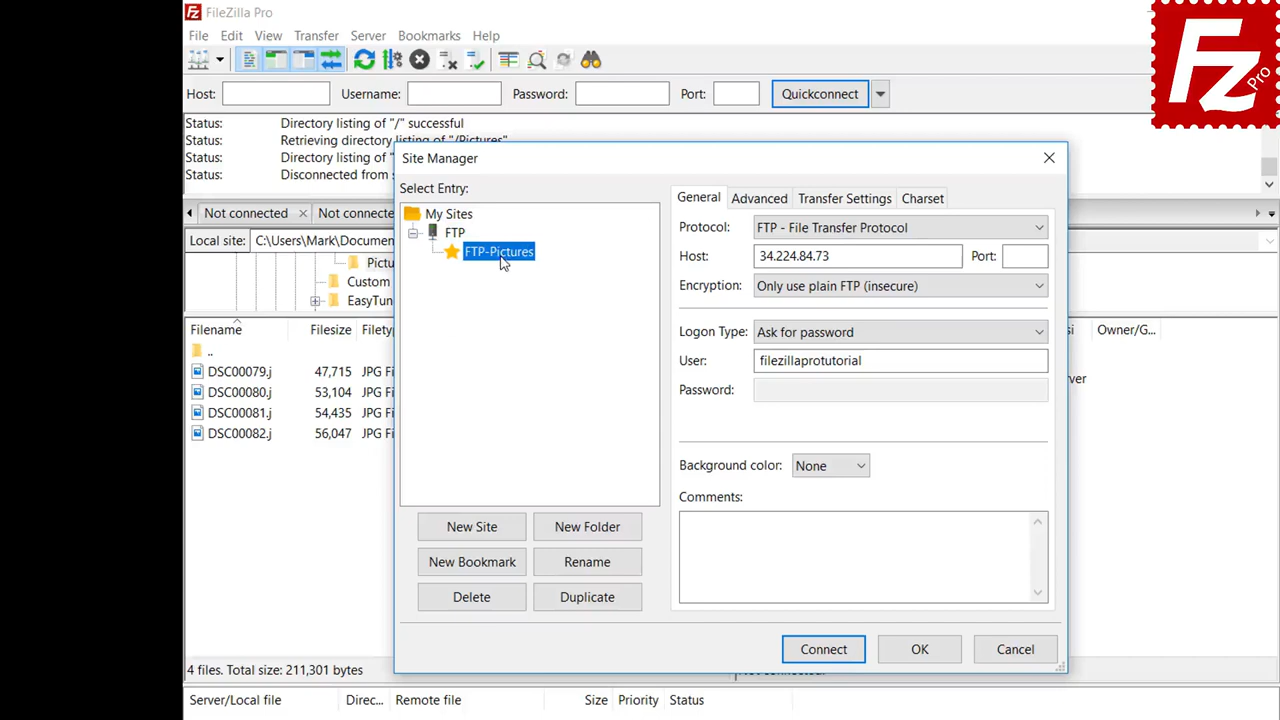 FileZilla Pro
File Edit View Transfer Server Bookmarks Help
Fz Pro
Host: Username: Password: Port: Quickconnect
Status: Directory listing of "/" successful
Status: Retrieving directory listing of "/Pictures"
Status: Directory listing of "
Status: Disconnected from s
Not connected Not connecte
Local site: C:\Users\Mark\Documen
Pictu
Custom
EasyTun
Filename Filesize Filety
..
DSC00079.j 47,715 JPG Fi
DSC00080.j 53,104 JPG Fi
DSC00081.j 54,435 JPG Fi
DSC00082.j 56,047 JPG Fi
4 files. Total size: 211,301 bytes
Server/Local file Direc... Remote file Size Priority Status
Site Manager
Select Entry:
My Sites
FTP
FTP-Pictures
New Site New Folder
New Bookmark Rename
Delete Duplicate
General Advanced Transfer Settings Charset
Protocol: FTP - File Transfer Protocol
Host: 34.224.84.73 Port:
Encryption: Only use plain FTP (insecure)
Logon Type: Ask for password
User: filezillaprotutorial
Password:
Background color: None
Comments:
Connect OK Cancel
si Owner/G...
rver